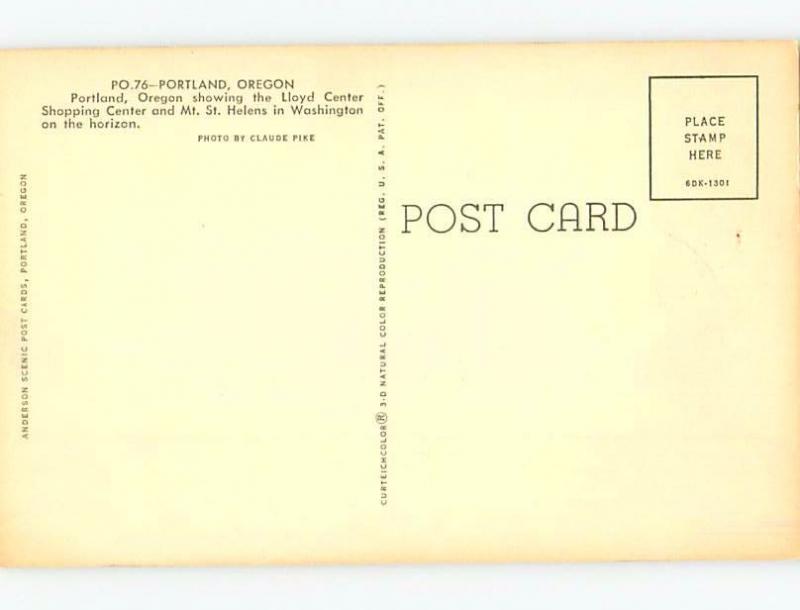 PO.76—PORTLAND, OREGON
Portland, Oregon showing the Lloyd Center
Shopping Center and Mt. St. Helens in Washington
on the horizon.
PHOTO BY CLAUDE PIKE
ANDERSON SCENIC POST CARDS, PORTLAND, OREGON
CURTEICHCOLOR® 3-D NATURAL COLOR REPRODUCTION (REG. U. S. A. PAT. OFF.)
POST CARD
PLACE
STAMP
HERE
6DK-1301